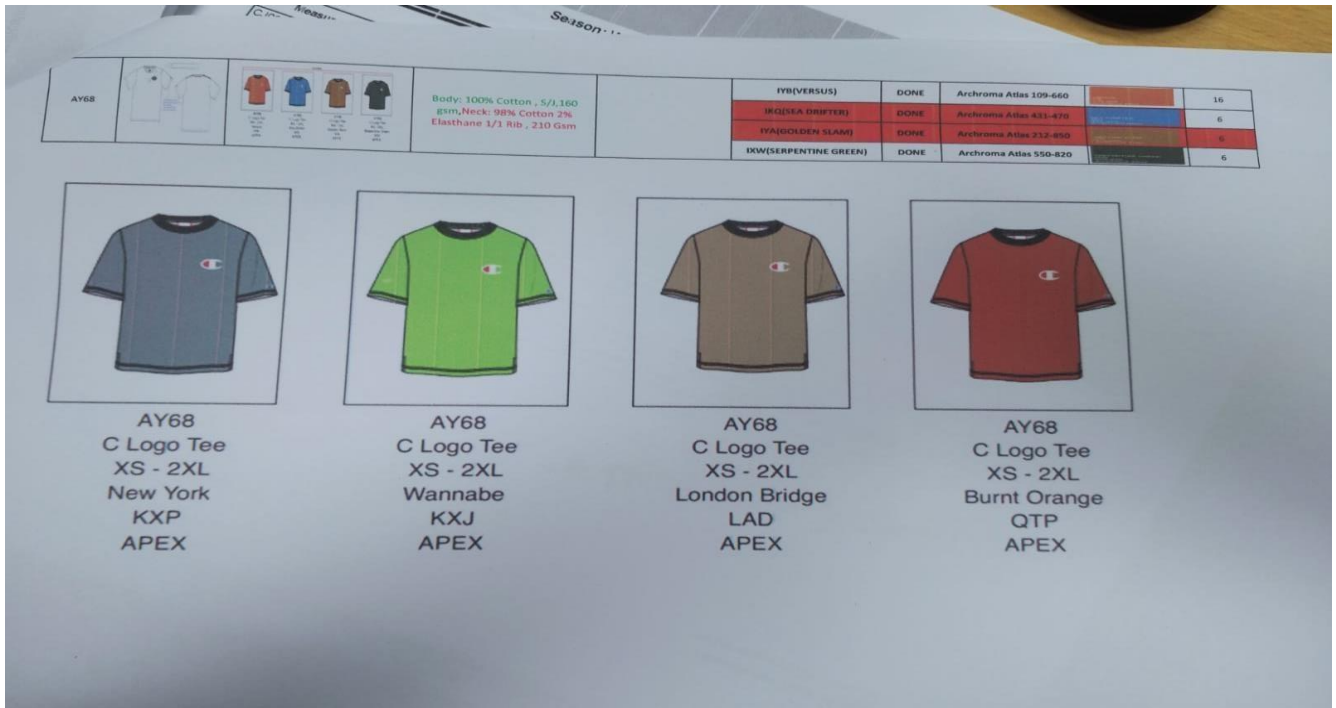 Measu
Season:
AY68
Body: 100% Cotton , S/J,160
gsm,Neck: 98% Cotton 2%
Elasthane 1/1 Rib , 210 Gsm
IYB(VERSUS) DONE Archroma Atlas 109-660 16
IKQ(SEA DRIFTER) DONE Archroma Atlas 431-470 6
IYA(GOLDEN SLAM) DONE Archroma Atlas 212-850 6
IXW(SERPENTINE GREEN) DONE Archroma Atlas 550-820 6
AY68
C Logo Tee
XS - 2XL
New York
KXP
APEX
AY68
C Logo Tee
XS - 2XL
Wannabe
KXJ
APEX
AY68
C Logo Tee
XS - 2XL
London Bridge
LAD
APEX
AY68
C Logo Tee
XS - 2XL
Burnt Orange
QTP
APEX